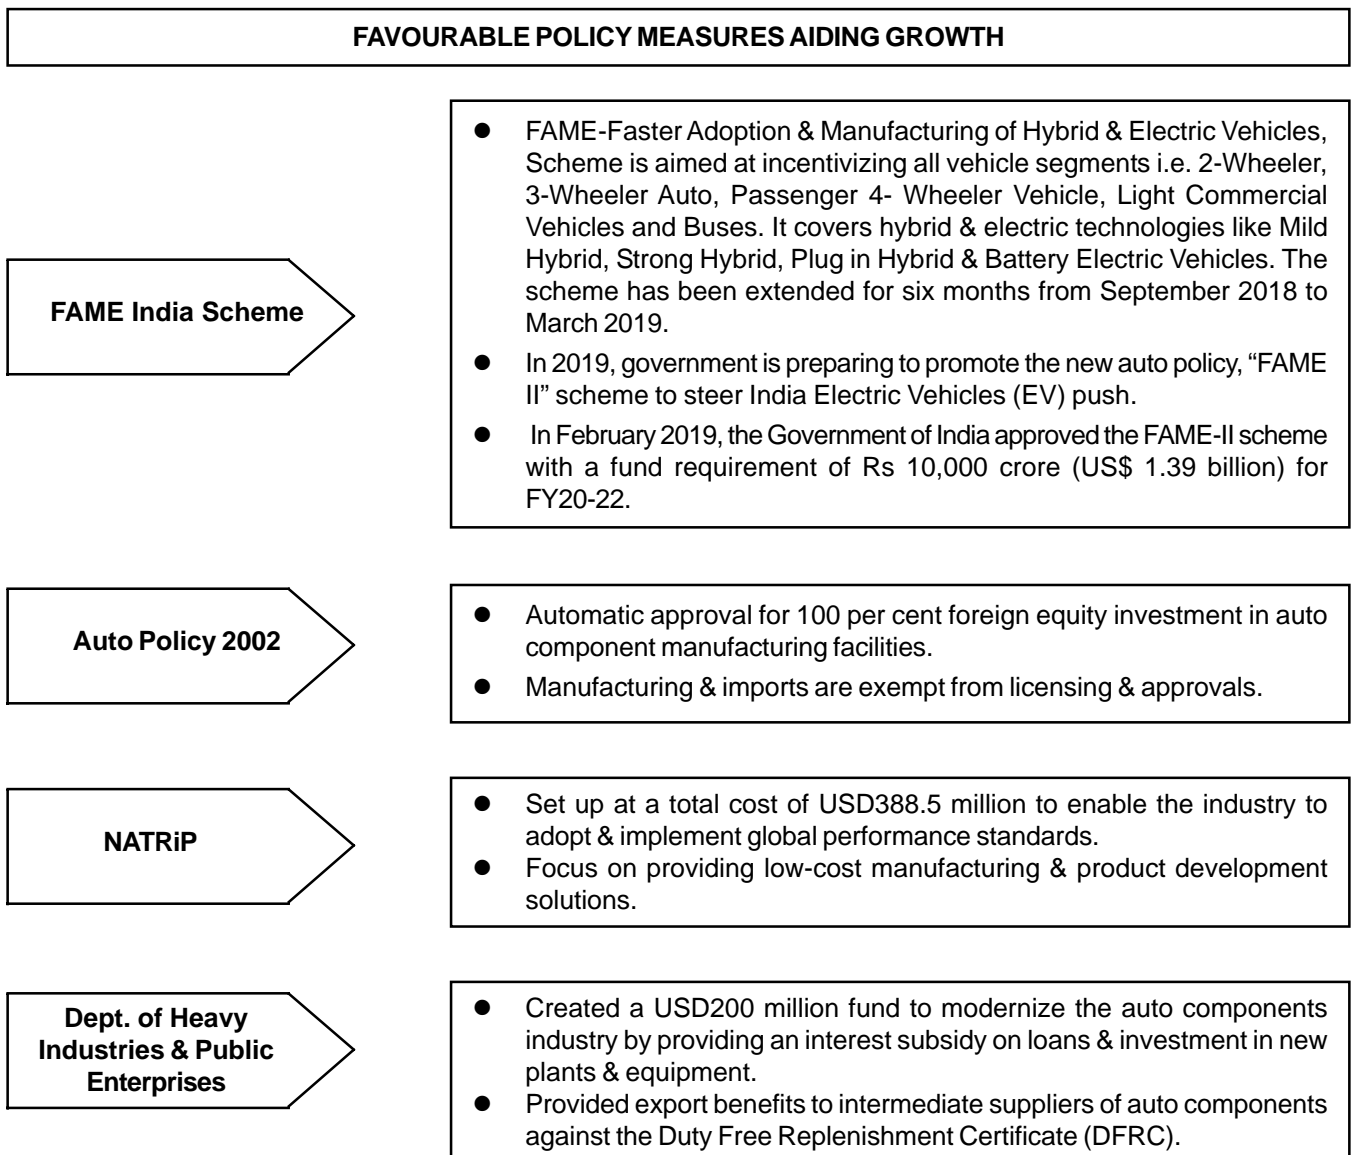 FAVOURABLE POLICY MEASURES AIDING GROWTH
FAME India Scheme
● FAME-Faster Adoption & Manufacturing of Hybrid & Electric Vehicles,
Scheme is aimed at incentivizing all vehicle segments i.e. 2-Wheeler,
3-Wheeler Auto, Passenger 4- Wheeler Vehicle, Light Commercial
Vehicles and Buses. It covers hybrid & electric technologies like Mild
Hybrid, Strong Hybrid, Plug in Hybrid & Battery Electric Vehicles. The
scheme has been extended for six months from September 2018 to
March 2019.
● In 2019, government is preparing to promote the new auto policy, “FAME
II” scheme to steer India Electric Vehicles (EV) push.
● In February 2019, the Government of India approved the FAME-II scheme
with a fund requirement of Rs 10,000 crore (US$ 1.39 billion) for
FY20-22.
Auto Policy 2002
● Automatic approval for 100 per cent foreign equity investment in auto
component manufacturing facilities.
● Manufacturing & imports are exempt from licensing & approvals.
NATRiP
● Set up at a total cost of USD388.5 million to enable the industry to
adopt & implement global performance standards.
● Focus on providing low-cost manufacturing & product development
solutions.
Dept. of Heavy
Industries & Public
Enterprises
● Created a USD200 million fund to modernize the auto components
industry by providing an interest subsidy on loans & investment in new
plants & equipment.
● Provided export benefits to intermediate suppliers of auto components
against the Duty Free Replenishment Certificate (DFRC).